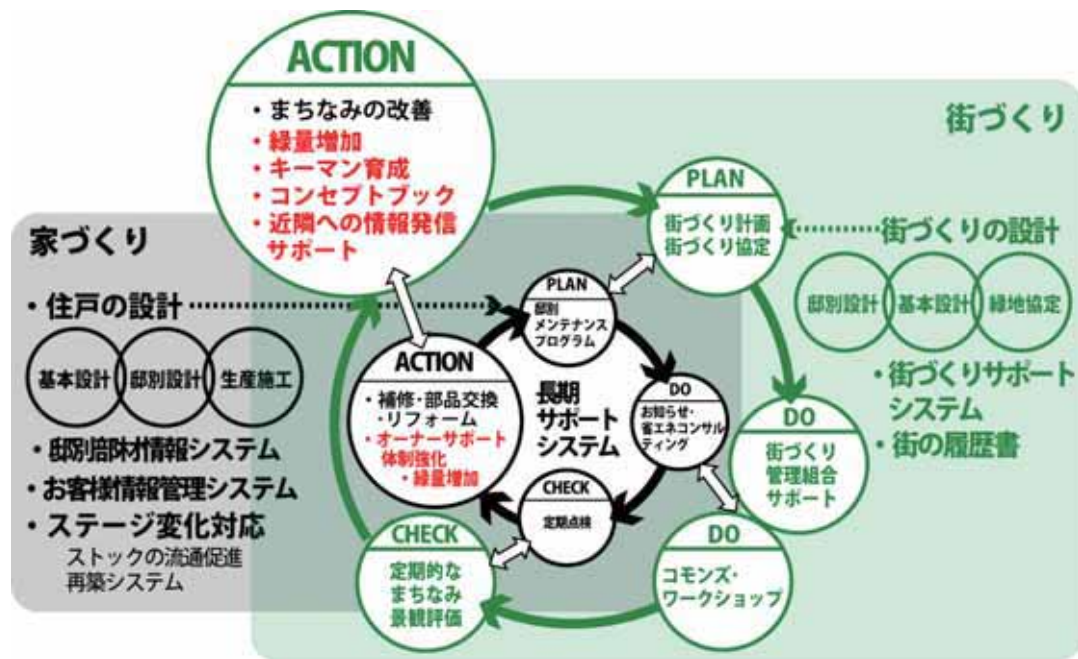 ACTION
・まちなみの改善
・緑量増加
・キーマン育成
・コンセプトブック
・近隣への情報発信
サポート
街づくり
PLAN
街づくり計画
街づくり協定
街づくりの設計
邸別設計
基本設計
緑地協定
・街づくりサポート
システム
・街の履歴書
DO
街づくり
管理組合
サポート
DO
コモンズ・
ワークショップ
CHECK
定期的な
まちなみ
景観評価
家づくり
・住戸の設計
基本設計
邸別設計
生産施工
・邸別部材情報システム
・お客様情報管理システム
・ステージ変化対応
ストックの流通促進
再築システム
PLAN
邸別
メンテナンス
プログラム
DO
お知らせ・
省エネコンサル
ティング
CHECK
定期点検
ACTION
・補修・部品交換
・リフォーム
・オーナーサポート
体制強化
・緑量増加
長期
サポート
システム